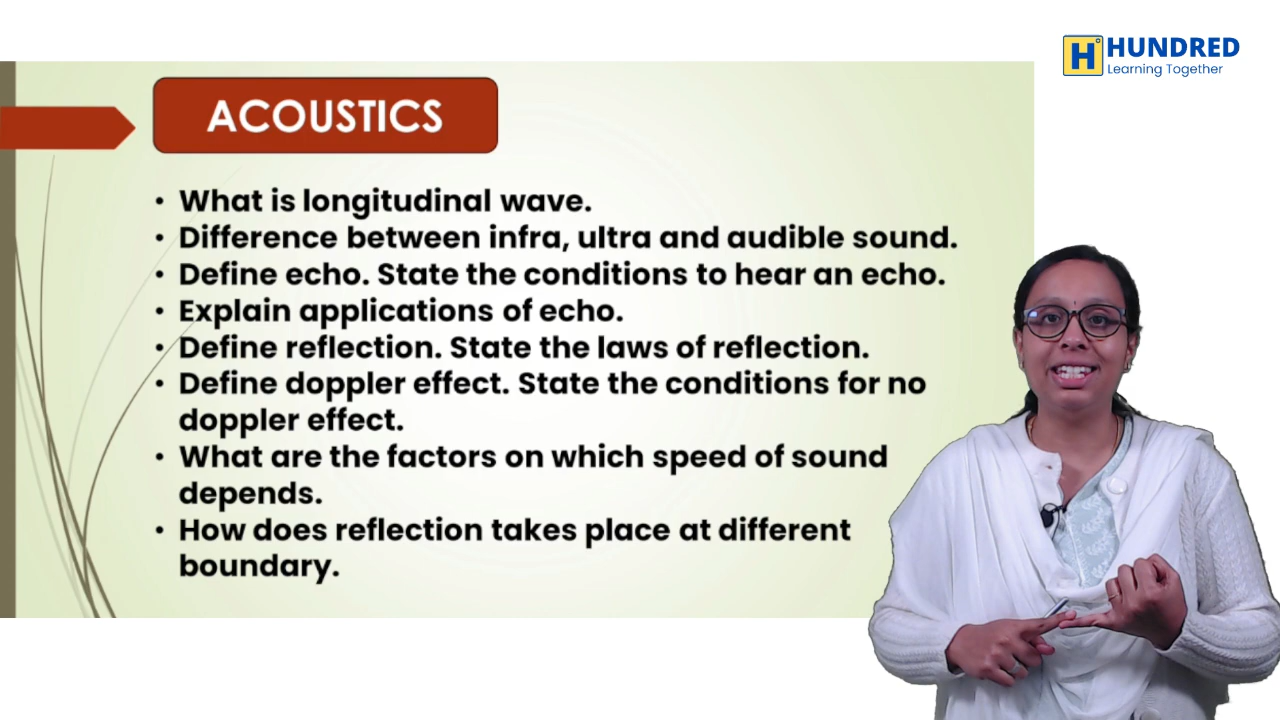 HUNDRED
Learning Together
ACOUSTICS
• What is longitudinal wave.
• Difference between infra, ultra and audible sound.
• Define echo. State the conditions to hear an echo.
• Explain applications of echo.
• Define reflection. State the laws of reflection.
• Define doppler effect. State the conditions for no
doppler effect.
• What are the factors on which speed of sound
depends.
• How does reflection takes place at different
boundary.